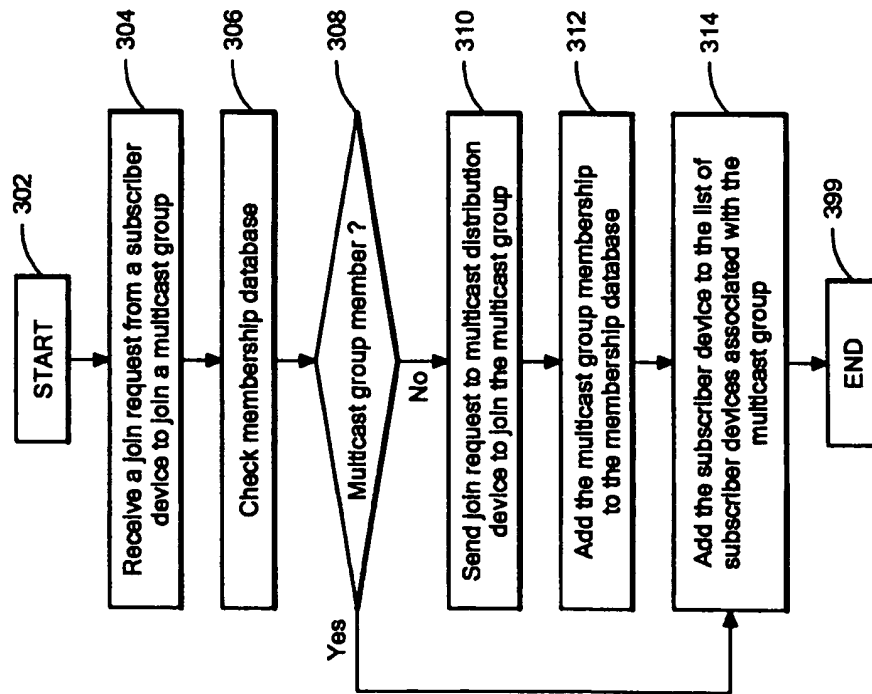 START
302
Receive a join request from a subscriber
device to join a multicast group
304
Check membership database
306
Multicast group member ?
308
Yes
No
Send join request to multicast distribution
device to join the multicast group
310
Add the multicast group membership
to the membership database
312
Add the subscriber device to the list of
subscriber devices associated with the
multicast group
314
END
399